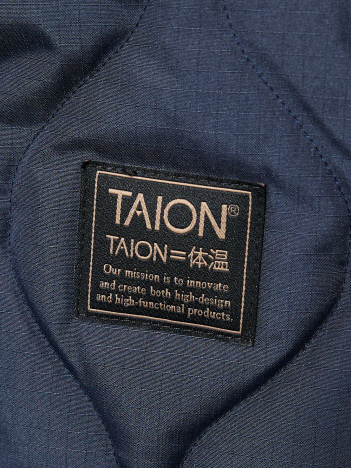 TAION®
TAION=体温
Our mission is to innovate
and create both high-design
and high-functional products.